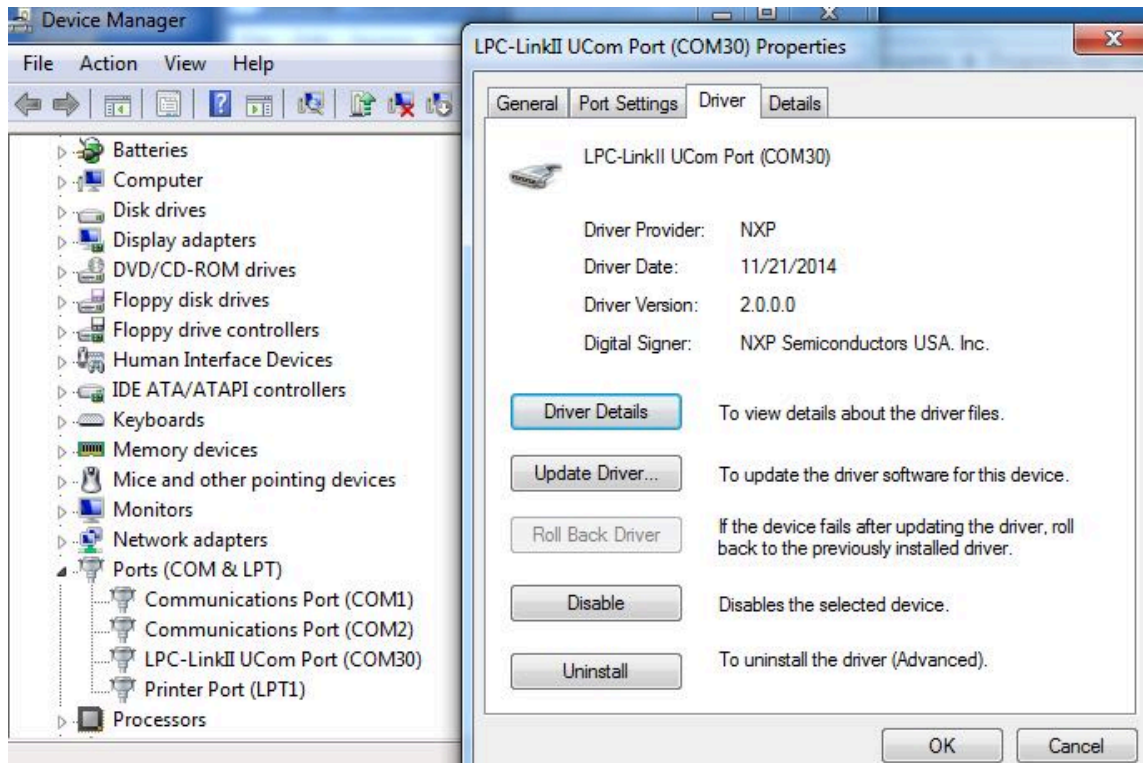 Device Manager
File Action View Help
Batteries
Computer
Disk drives
Display adapters
DVD/CD-ROM drives
Floppy disk drives
Floppy drive controllers
Human Interface Devices
IDE ATA/ATAPI controllers
Keyboards
Memory devices
Mice and other pointing devices
Monitors
Network adapters
Ports (COM & LPT)
Communications Port (COM1)
Communications Port (COM2)
LPC-LinkII UCom Port (COM30)
Printer Port (LPT1)
Processors
LPC-LinkII UCom Port (COM30) Properties
General Port Settings Driver Details
LPC-LinkII UCom Port (COM30)
Driver Provider: NXP
Driver Date: 11/21/2014
Driver Version: 2.0.0.0
Digital Signer: NXP Semiconductors USA. Inc.
Driver Details To view details about the driver files.
Update Driver... To update the driver software for this device.
Roll Back Driver If the device fails after updating the driver, roll
back to the previously installed driver.
Disable Disables the selected device.
Uninstall To uninstall the driver (Advanced).
OK Cancel